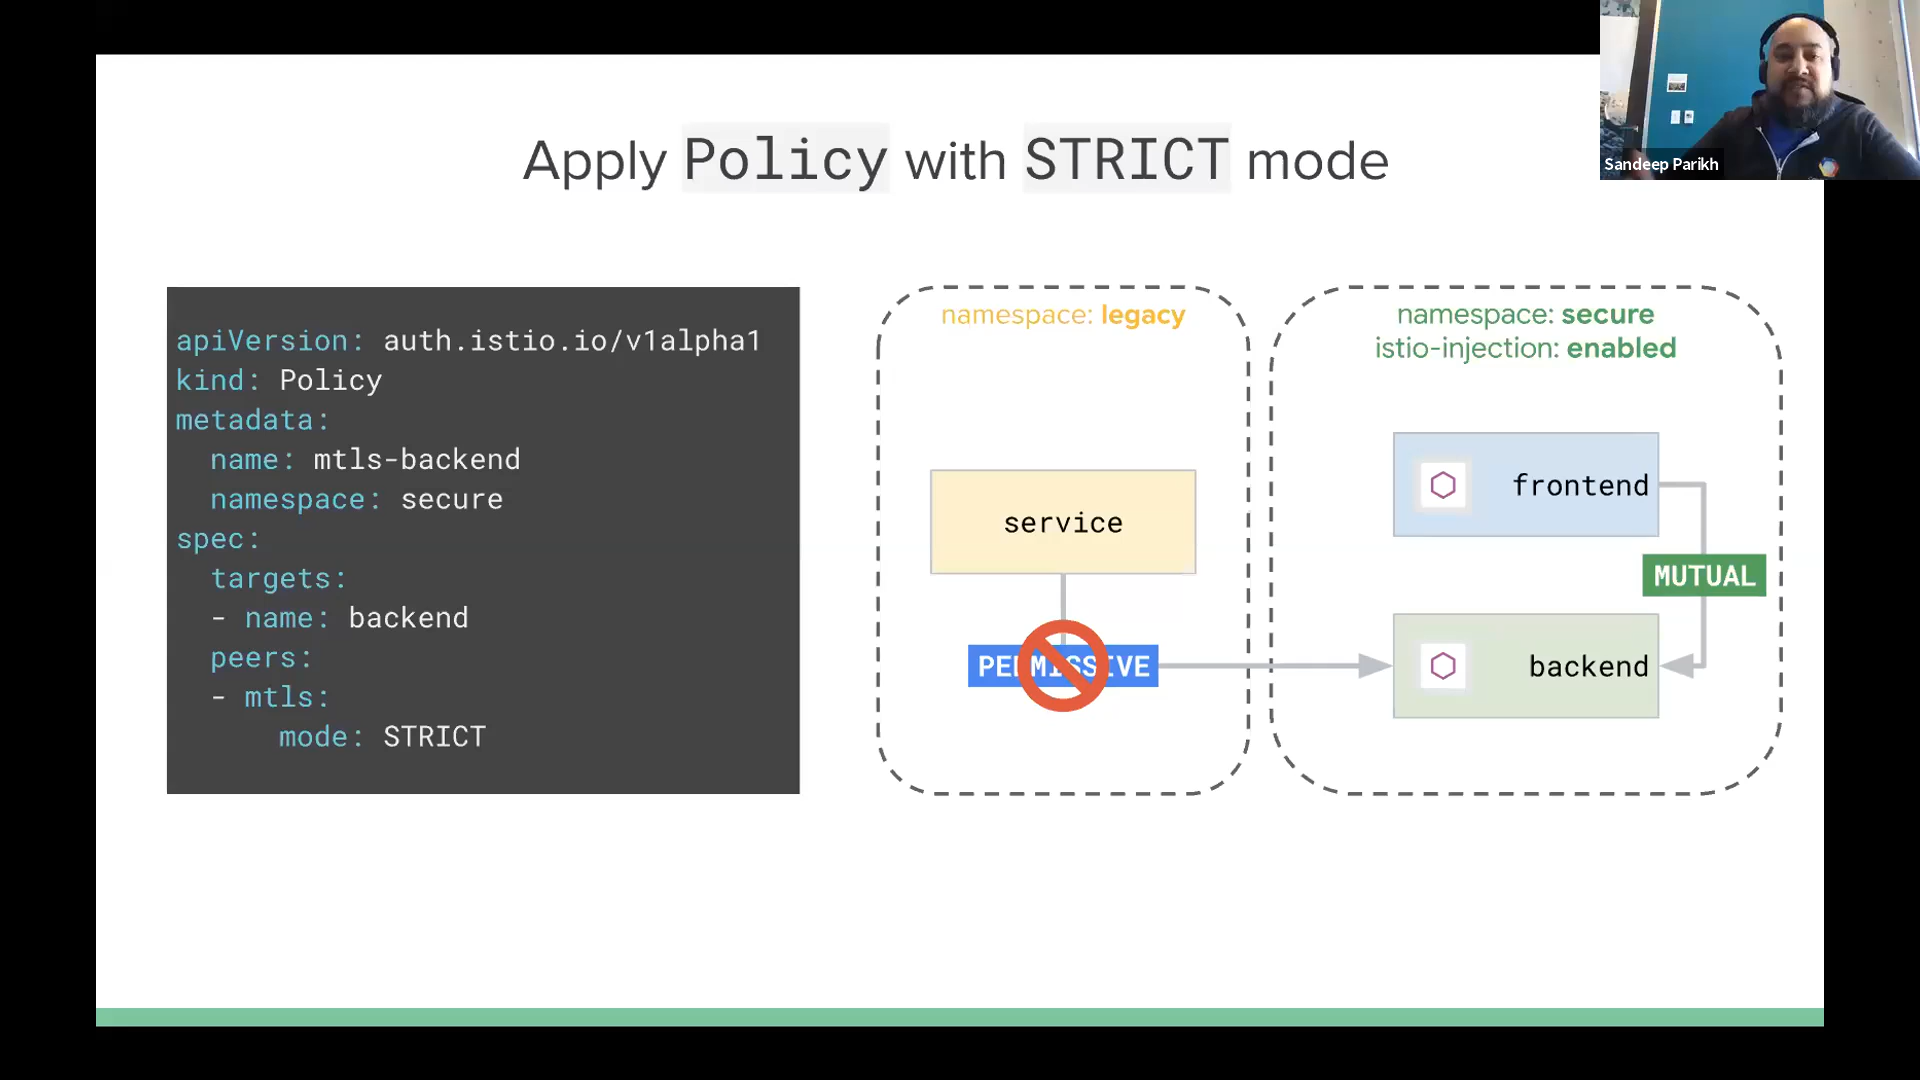 Sandeep Parikh
Apply Policy with STRICT mode
apiVersion: auth.istio.io/v1alpha1
kind: Policy
metadata:
  name: mtls-backend
  namespace: secure
spec:
  targets:
  - name: backend
  peers:
  - mtls:
      mode: STRICT
namespace: legacy
service
PERMISSIVE
namespace: secure
istio-injection: enabled
frontend
MUTUAL
backend